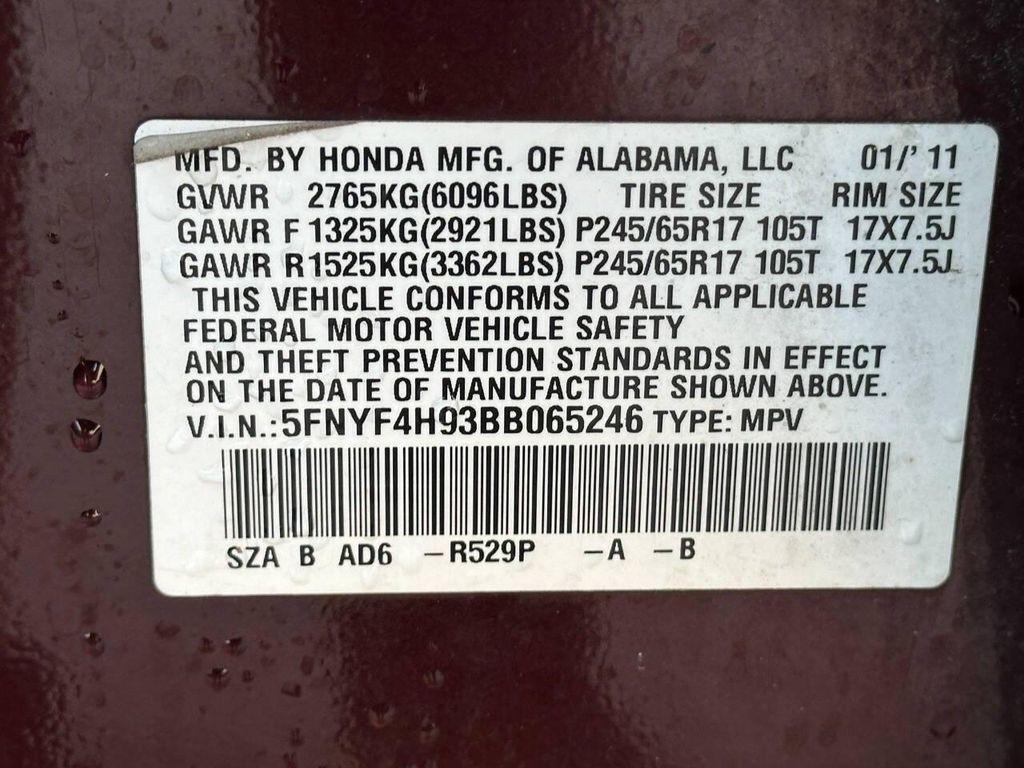 MFD. BY HONDA MFG. OF ALABAMA, LLC 01/' 11
GVWR 2765KG(6096LBS) TIRE SIZE RIM SIZE
GAWR F 1325KG(2921LBS) P245/65R17 105T 17X7.5J
GAWR R1525KG(3362LBS) P245/65R17 105T 17X7.5J
THIS VEHICLE CONFORMS TO ALL APPLICABLE
FEDERAL MOTOR VEHICLE SAFETY
AND THEFT PREVENTION STANDARDS IN EFFECT
ON THE DATE OF MANUFACTURE SHOWN ABOVE.
V.I.N.:5FNYF4H93BB065246 TYPE: MPV
SZA B AD6 –R529P –A –B